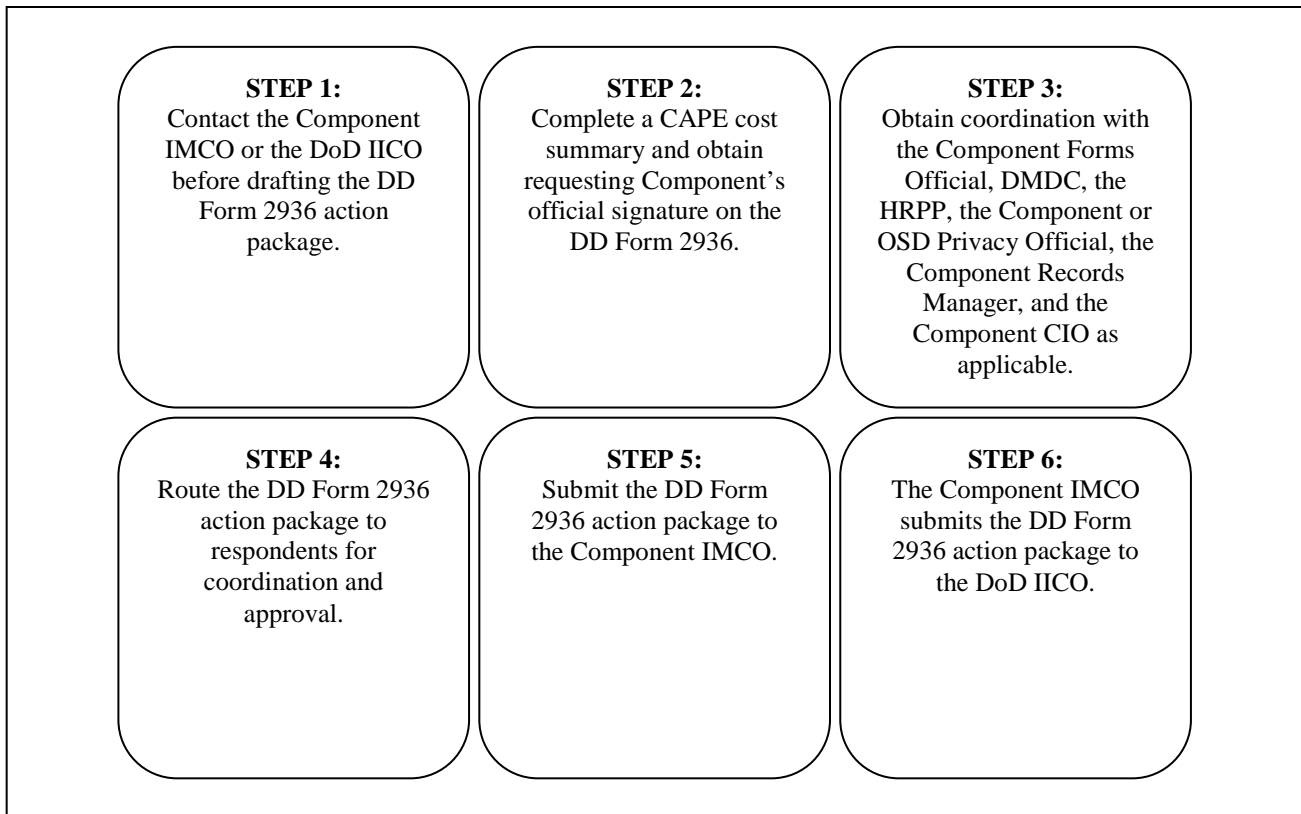 STEP 1:
Contact the Component
IMCO or the DoD IICO
before drafting the DD
Form 2936 action
package.
STEP 2:
Complete a CAPE cost
summary and obtain
requesting Component’s
official signature on the
DD Form 2936.
STEP 3:
Obtain coordination with
the Component Forms
Official, DMDC, the
HRPP, the Component or
OSD Privacy Official, the
Component Records
Manager, and the
Component CIO as
applicable.
STEP 4:
Route the DD Form 2936
action package to
respondents for
coordination and
approval.
STEP 5:
Submit the DD Form
2936 action package to
the Component IMCO.
STEP 6:
The Component IMCO
submits the DD Form
2936 action package to
the DoD IICO.